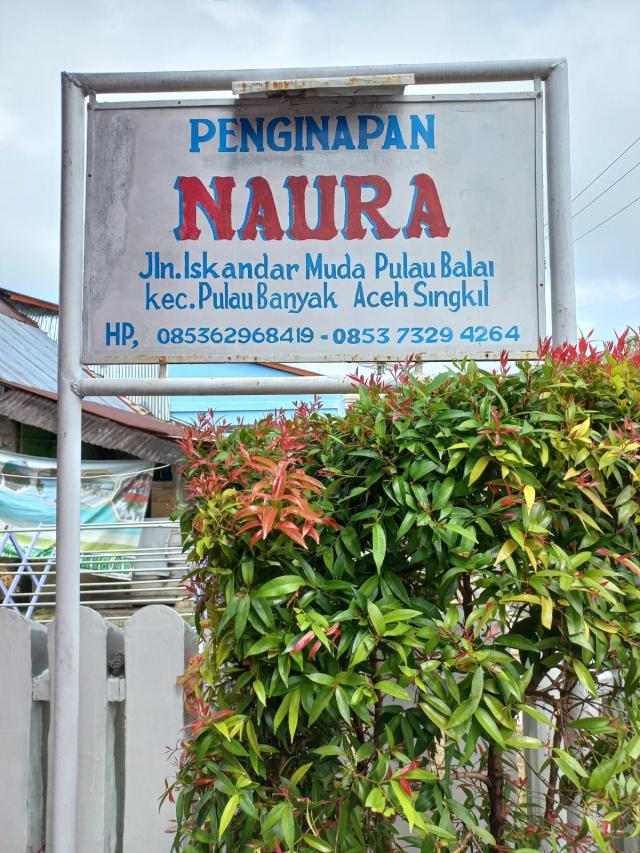 PENGINAPAN
NAURA
Jln.Iskandar Muda Pulau Balai
kec.Pulau Banyak Aceh Singkil
HP, 085362968419 - 0853 7329 4264